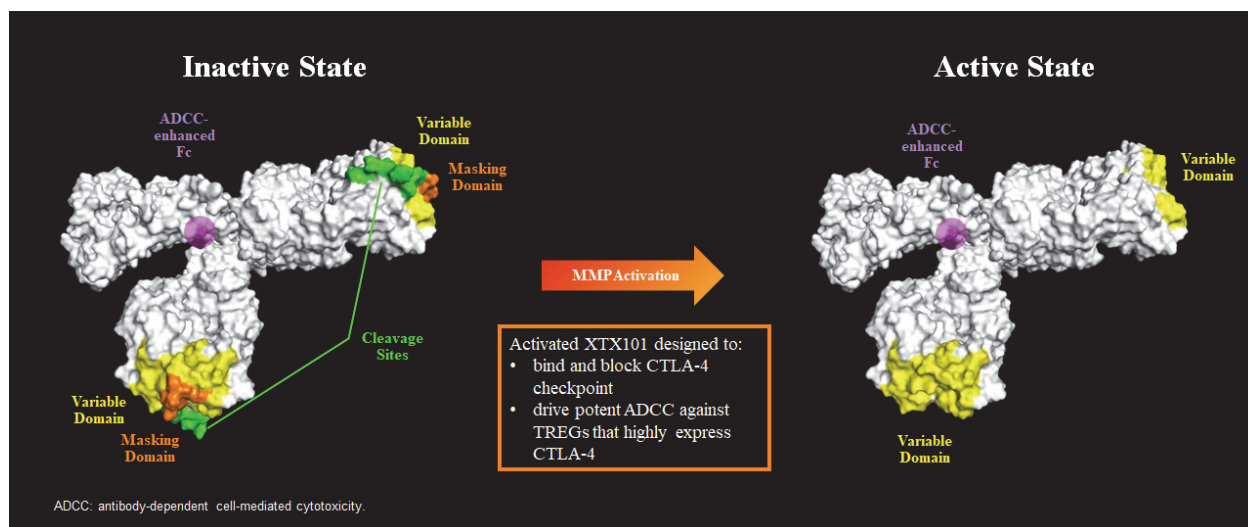 Inactive State
Active State
ADCC-
enhanced
Fc
Variable
Domain
Masking
Domain
Cleavage
Sites
Variable
Domain
Masking
Domain
MMPActivation
Activated XTX101 designed to:
• bind and block CTLA-4
checkpoint
• drive potent ADCC against
TREGs that highly express
CTLA-4
ADCC-
enhanced
Fc
Variable
Domain
Variable
Domain
ADCC: antibody-dependent cell-mediated cytotoxicity.